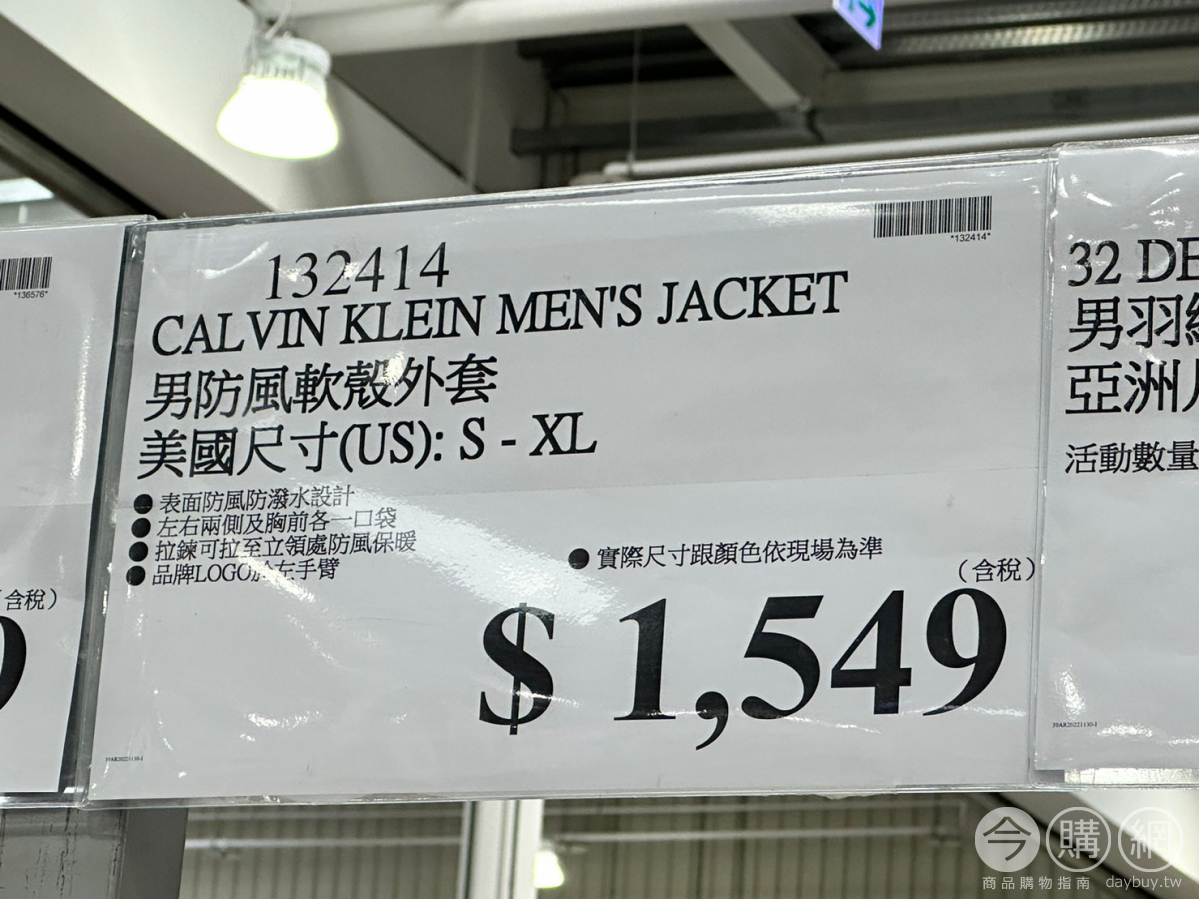 *136576*
(含稅)
9
*132414*
132414
CALVIN KLEIN MEN'S JACKET
男防風軟殼外套
美國尺寸(US): S - XL
● 表面防風防潑水設計
● 左右兩側及胸前各一口袋
● 拉鍊可拉至立領處防風保暖
● 品牌LOGO於左手臂
● 實際尺寸跟顏色依現場為準
(含稅)
$ 1,549
32 DE
男羽
亞洲
活動數量
今購網
商品購物指南 daybuy.tw